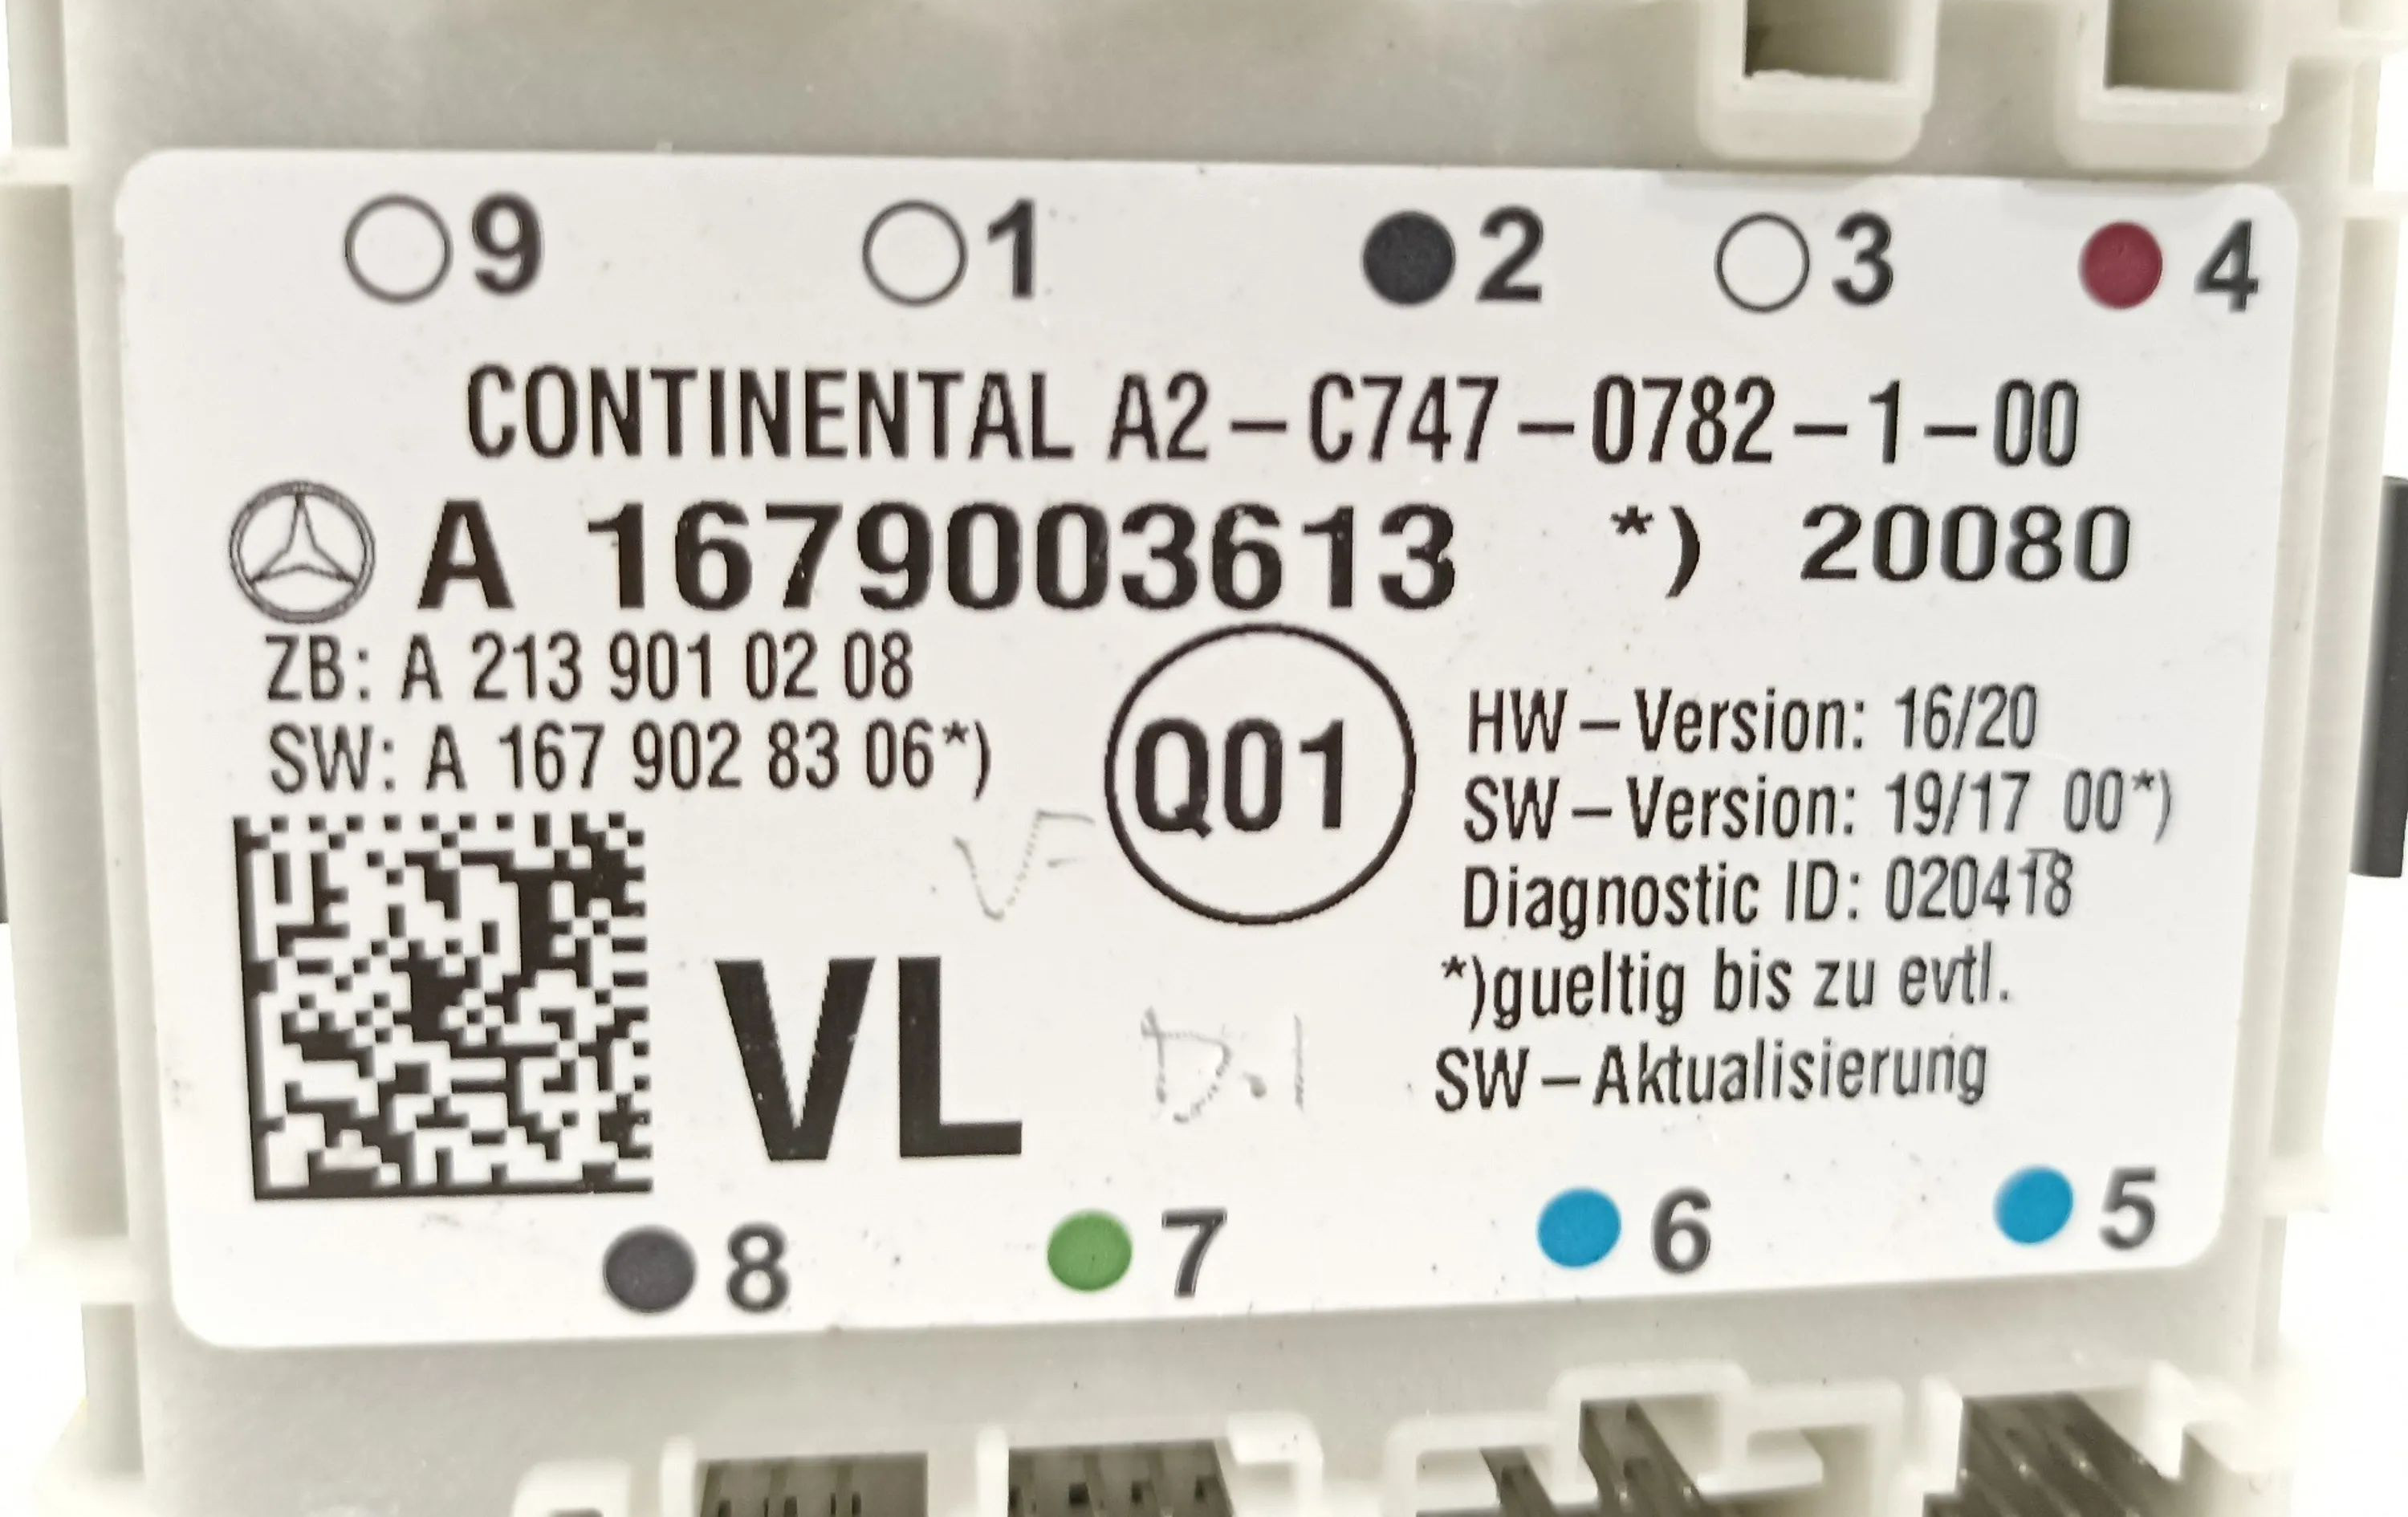 9 1 2 3 4
CONTINENTAL A2-C747-0782-1-00
A 1679003613 *) 20080
ZB: A 213 901 02 08
SW: A 167 902 83 06*)
Q01
HW-Version: 16/20
SW-Version: 19/17_00*)
Diagnostic ID: 020418
*)gueltig bis zu evtl.
SW-Aktualisierung
VL
8 7 6 5